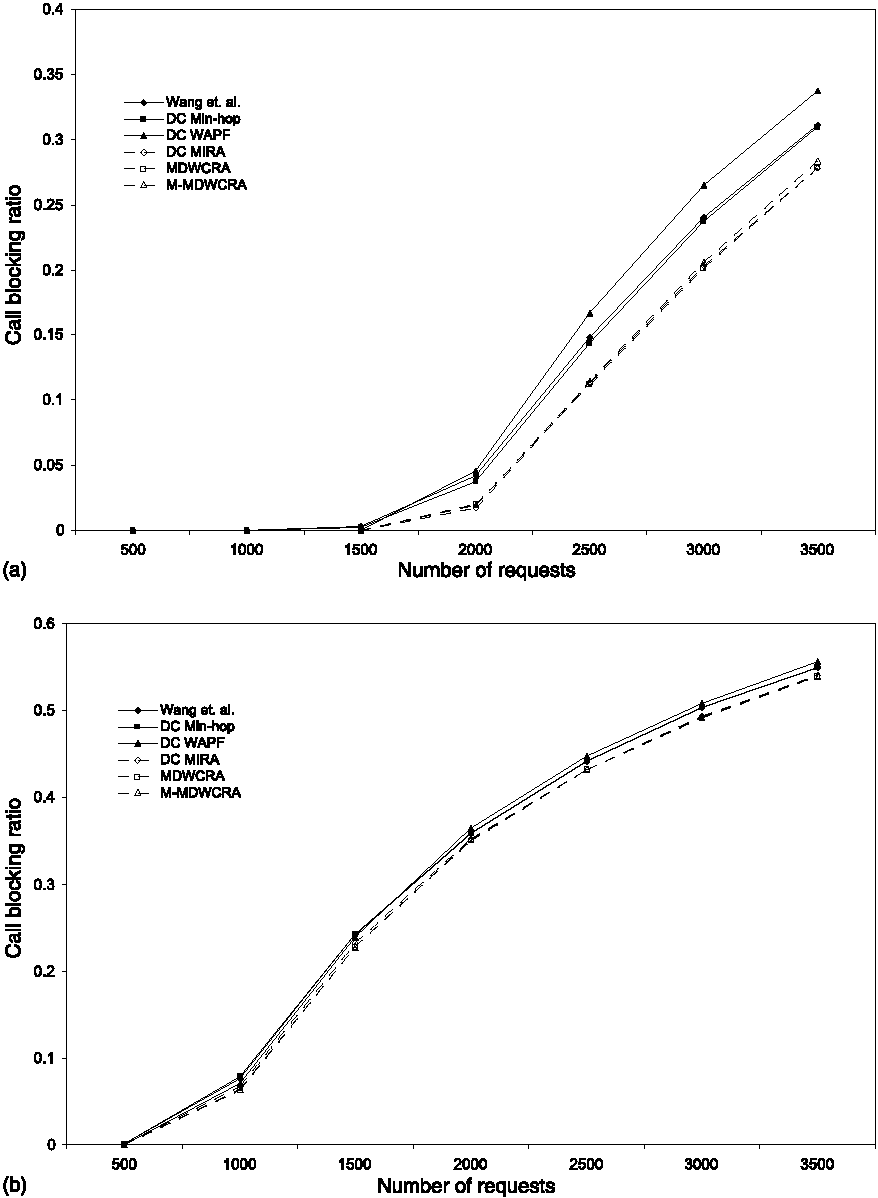 0.4
0.35
0.3
0.25
0.2
0.15
0.1
0.05
0
Call blocking ratio
Wang et. al.
DC Min-hop
DC WAPF
DC MIRA
MDWCRA
M-MDWCRA
500 1000 1500 2000 2500 3000 3500
Number of requests
(a)
0.6
0.5
0.4
0.3
0.2
0.1
0
Call blocking ratio
Wang et. al.
DC Min-hop
DC WAPF
DC MIRA
MDWCRA
M-MDWCRA
500 1000 1500 2000 2500 3000 3500
Number of requests
(b)